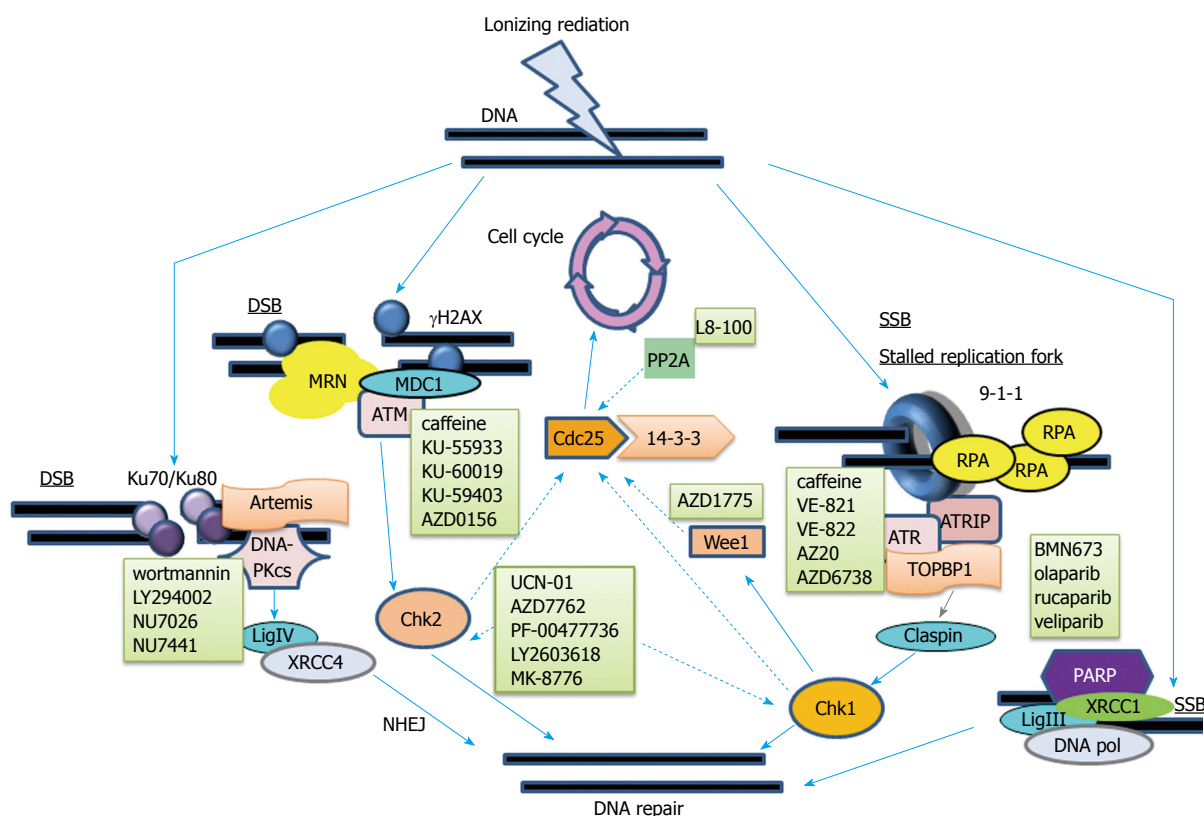 Lonizing rediation
DNA
Cell cycle
DSB
γH2AX
MRN
MDC1
ATM
caffeine
KU-55933
KU-60019
KU-59403
AZD0156
L8-100
PP2A
Cdc25
14-3-3
SSB
Stalled replication fork
9-1-1
RPA
RPA
RPA
caffeine
VE-821
VE-822
AZ20
AZD6738
ATR
ATRIP
TOPBP1
Claspin
DSB
Ku70/Ku80
Artemis
DNA-
PKcs
wortmannin
LY294002
NU7026
NU7441
LigIV
XRCC4
NHEJ
Chk2
UCN-01
AZD7762
PF-00477736
LY2603618
MK-8776
AZD1775
Wee1
Chk1
BMN673
olaparib
rucaparib
veliparib
PARP
XRCC1
SSB
LigIII
DNA pol
DNA repair